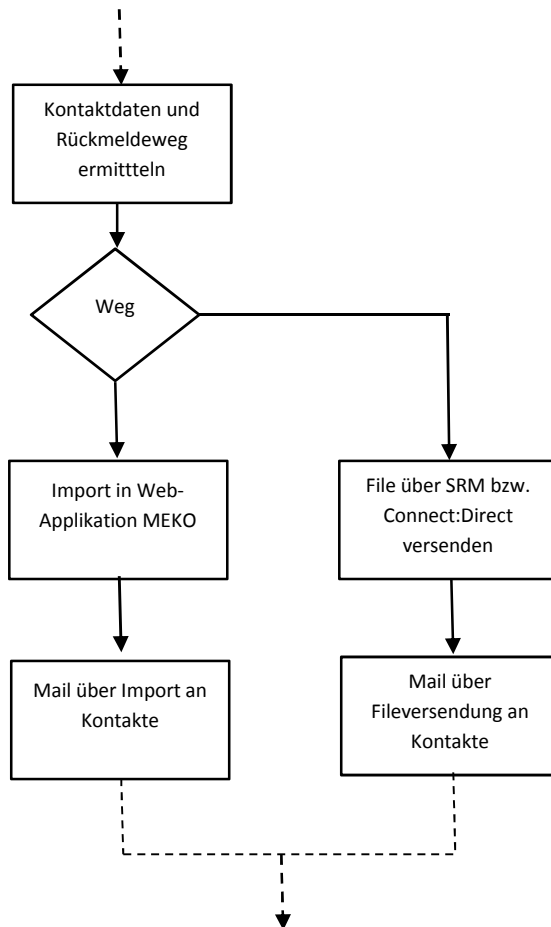 Kontaktdaten und
Rückmeldeweg
ermittteln
Weg
Import in Web-
Applikation MEKO
File über SRM bzw.
Connect:Direct
versenden
Mail über Import an
Kontakte
Mail über
Fileversendung an
Kontakte